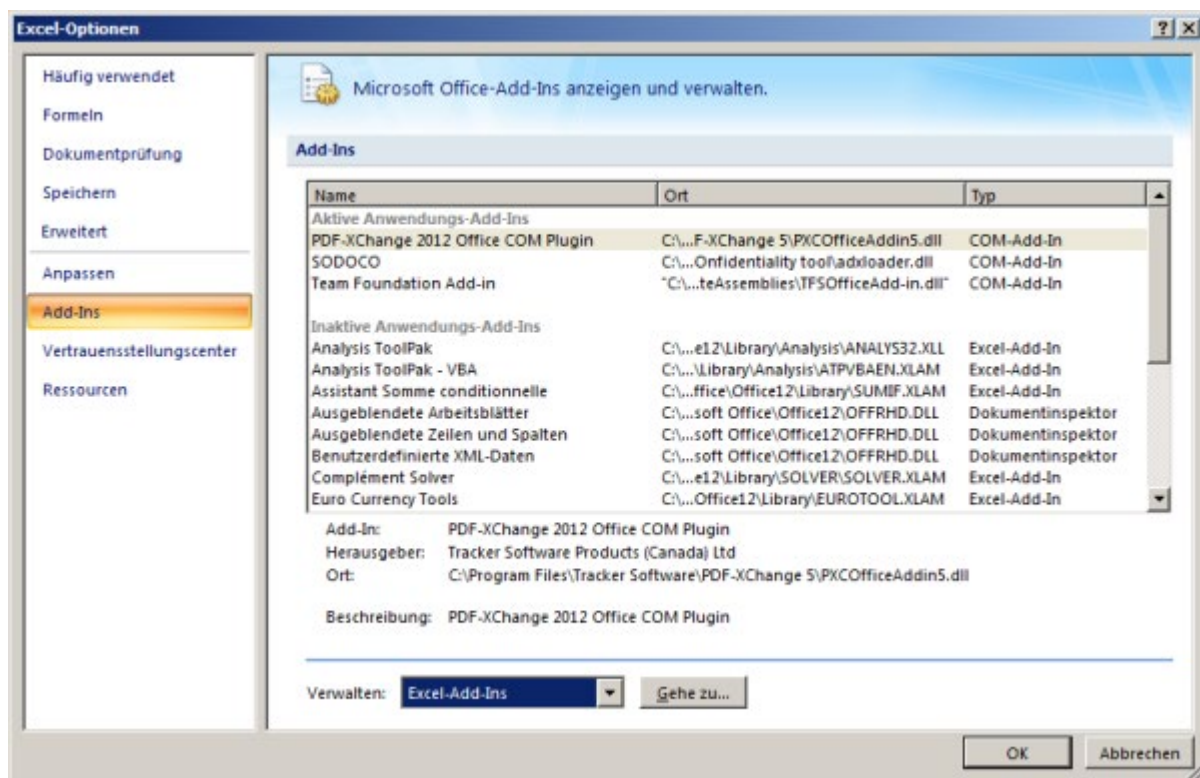 Excel-Optionen
Häufig verwendet
Formeln
Dokumentprüfung
Speichern
Erweitert
Anpassen
Add-Ins
Vertrauensstellungscenter
Ressourcen
Microsoft Office-Add-Ins anzeigen und verwalten.
Add-Ins
Name Ort Typ
Aktive Anwendungs-Add-Ins
PDF-XChange 2012 Office COM Plugin C:\...F-XChange 5\PXCOfficeAddin5.dll COM-Add-In
SODOCO C:\...Onfidentiality tool\adxloader.dll COM-Add-In
Team Foundation Add-in "C:\...teAssemblies\TFSOfficeAdd-in.dll" COM-Add-In
Inaktive Anwendungs-Add-Ins
Analysis ToolPak C:\...e12\Library\Analysis\ANALYS32.XLL Excel-Add-In
Analysis ToolPak - VBA C:\...\Library\Analysis\ATPVBAEN.XLAM Excel-Add-In
Assistant Somme conditionnelle C:\...ffice\Office12\Library\SUMIF.XLAM Excel-Add-In
Ausgeblendete Arbeitsblätter C:\...soft Office\Office12\OFFRHD.DLL Dokumentinspektor
Ausgeblendete Zeilen und Spalten C:\...soft Office\Office12\OFFRHD.DLL Dokumentinspektor
Benutzerdefinierte XML-Daten C:\...soft Office\Office12\OFFRHD.DLL Dokumentinspektor
Complément Solver C:\...e12\Library\SOLVER\SOLVER.XLAM Excel-Add-In
Euro Currency Tools C:\...Office12\Library\EUROTOOL.XLAM Excel-Add-In
Add-In: PDF-XChange 2012 Office COM Plugin
Herausgeber: Tracker Software Products (Canada) Ltd
Ort: C:\Program Files\Tracker Software\PDF-XChange 5\PXCOfficeAddin5.dll
Beschreibung: PDF-XChange 2012 Office COM Plugin
Verwalten: Excel-Add-Ins Gehe zu...
OK Abbrechen